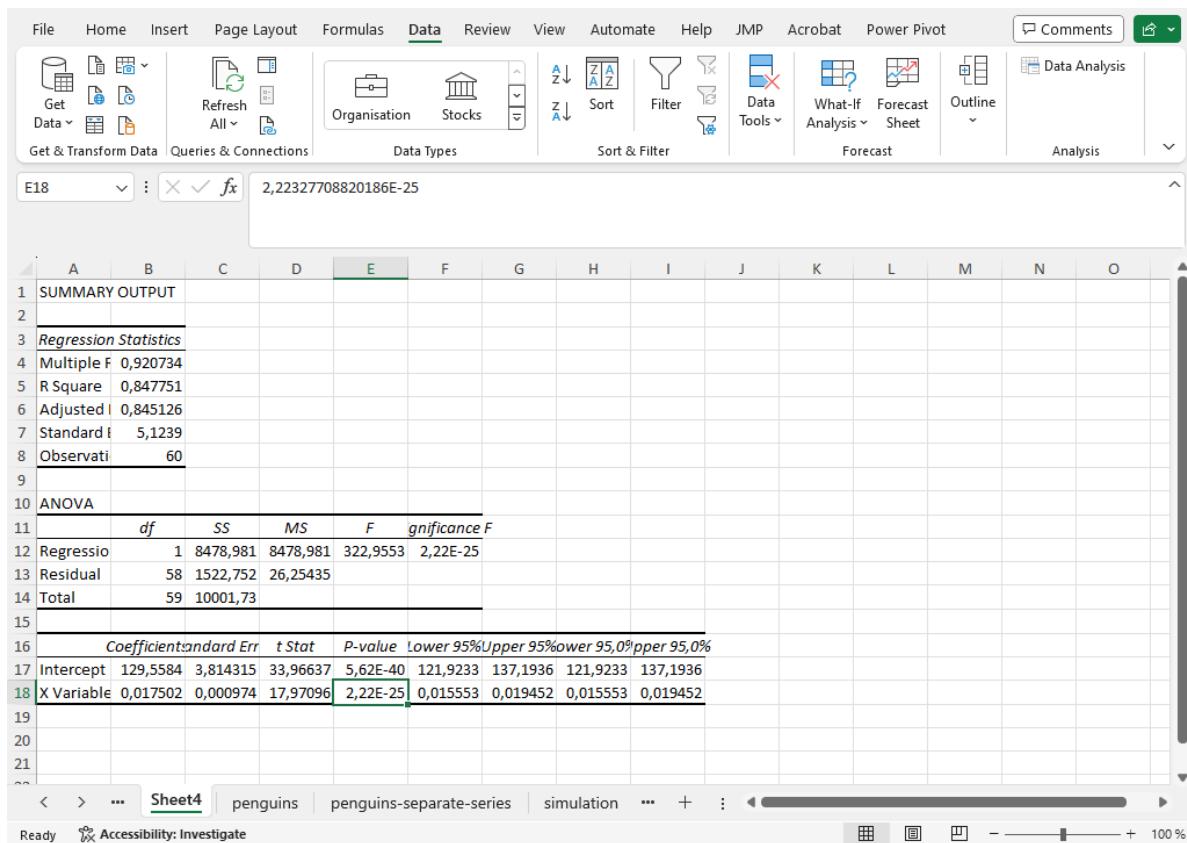 File Home Insert Page Layout Formulas Data Review View Automate Help JMP Acrobat Power Pivot Comments
Get Data
Refresh All
Organisation
Stocks
Sort
Filter
Data Tools
What-If Analysis
Forecast Sheet
Outline
Data Analysis
Get & Transform Data Queries & Connections Data Types Sort & Filter Forecast Analysis
E18 fx 2,22327708820186E-25
A B C D E F G H I J K L M N O
1 SUMMARY OUTPUT
2
3 Regression Statistics
4 Multiple R 0,920734
5 R Square 0,847751
6 Adjusted 0,845126
7 Standard 5,1239
8 Observati 60
9
10 ANOVA
11 df SS MS F gnificance F
12 Regressio 1 8478,981 8478,981 322,9553 2,22E-25
13 Residual 58 1522,752 26,25435
14 Total 59 10001,73
15
16 Coefficients andard Err t Stat P-value Lower 95% Upper 95% ower 95,0% pper 95,0%
17 Intercept 129,5584 3,814315 33,96637 5,62E-40 121,9233 137,1936 121,9233 137,1936
18 X Variable 0,017502 0,000974 17,97096 2,22E-25 0,015553 0,019452 0,015553 0,019452
19
20
21
Sheet4 penguins penguins-separate-series simulation
Ready Accessibility: Investigate 100 %